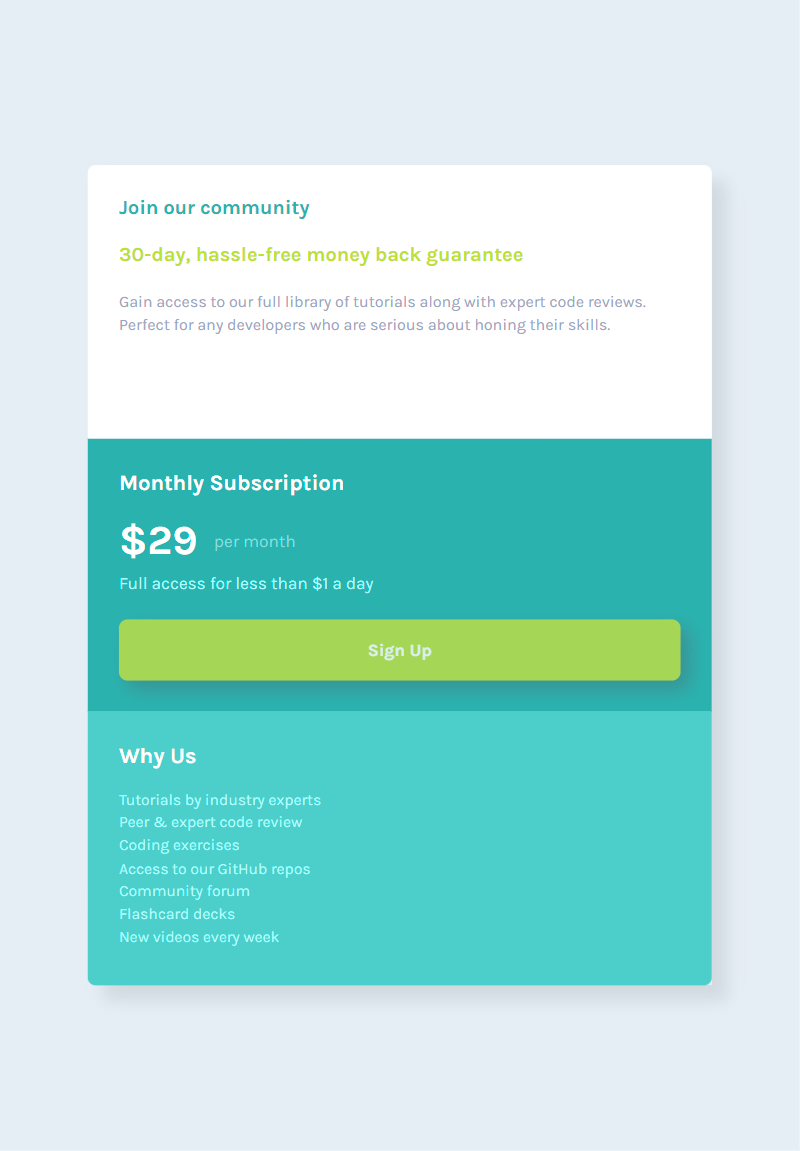 Join our community
30-day, hassle-free money back guarantee
Gain access to our full library of tutorials along with expert code reviews.
Perfect for any developers who are serious about honing their skills.
Monthly Subscription
$29 per month
Full access for less than $1 a day
Sign Up
Why Us
Tutorials by industry experts
Peer & expert code review
Coding exercises
Access to our GitHub repos
Community forum
Flashcard decks
New videos every week